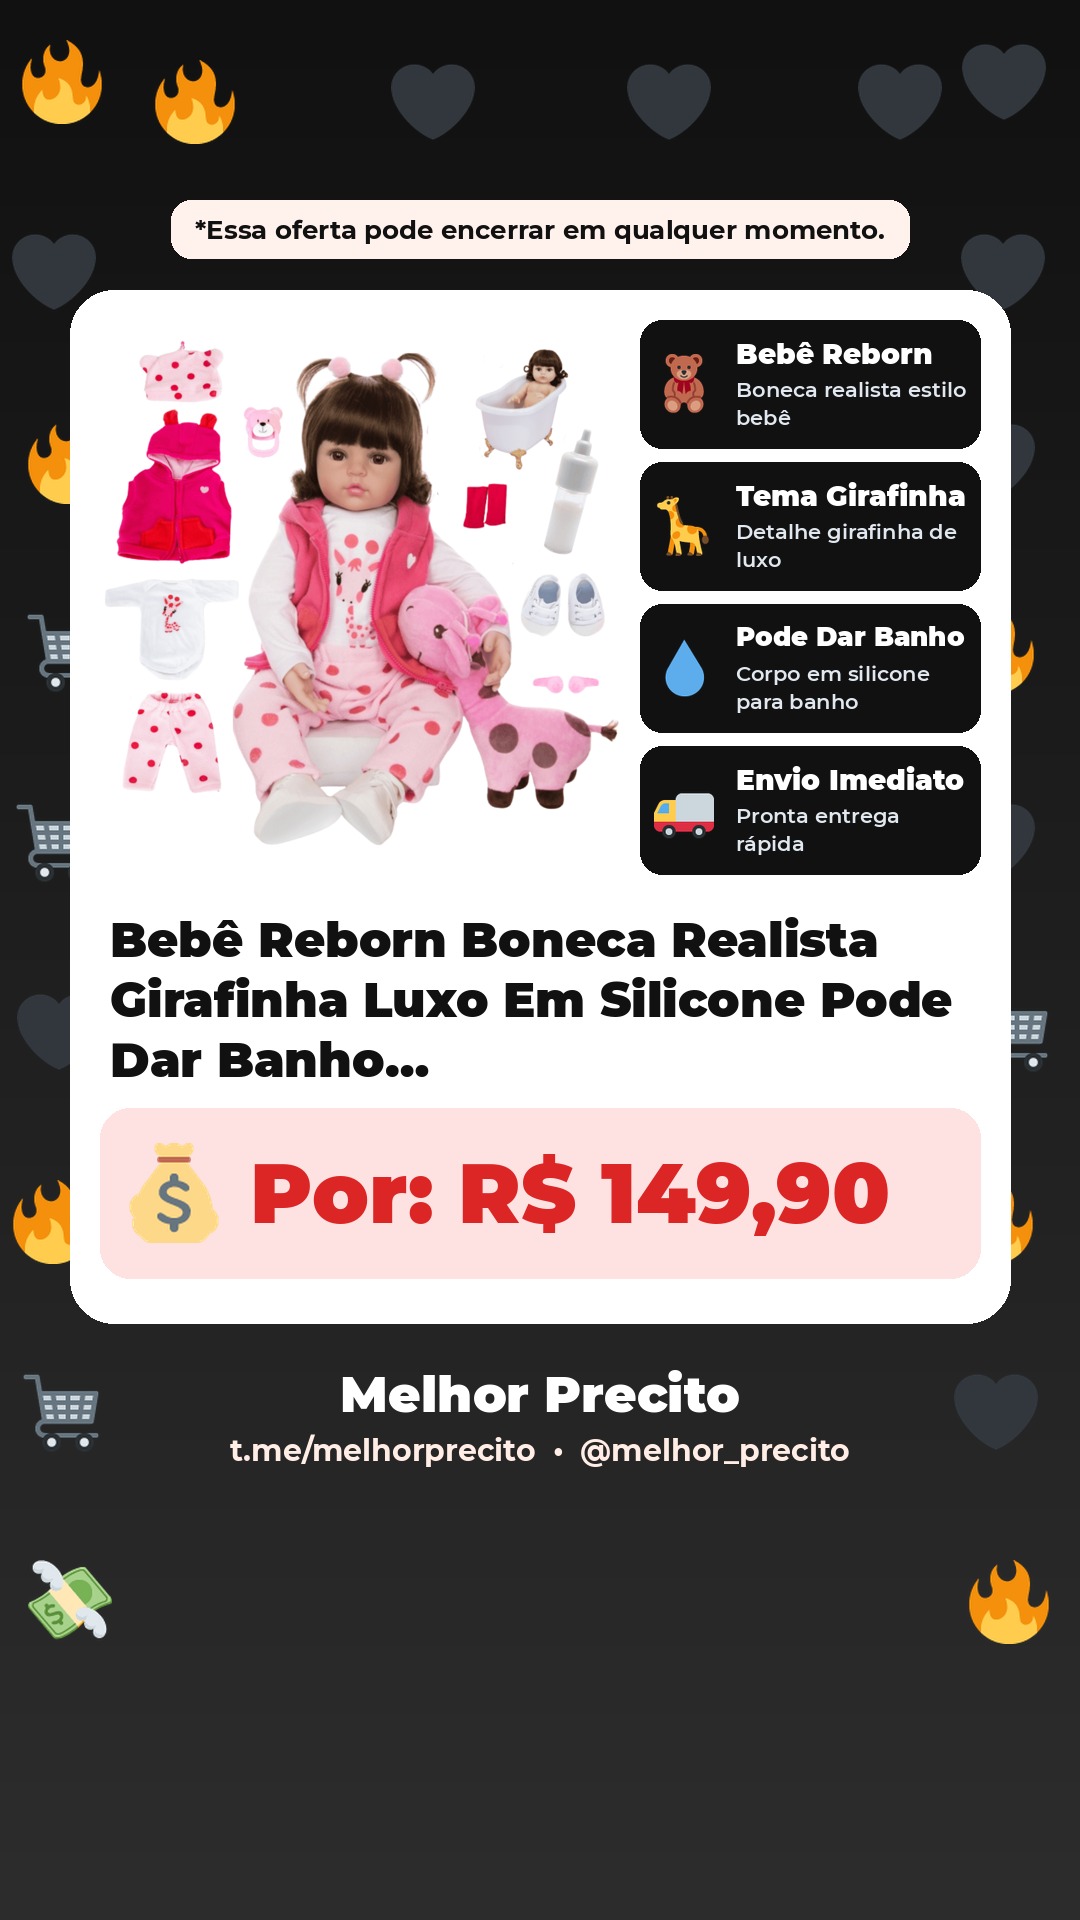 *Essa oferta pode encerrar em qualquer momento.
Bebê Reborn
Boneca realista estilo
bebê
Tema Girafinha
Detalhe girafinha de
luxo
Pode Dar Banho
Corpo em silicone
para banho
Envio Imediato
Pronta entrega
rápida
Bebê Reborn Boneca Realista
Girafinha Luxo Em Silicone Pode
Dar Banho...
Por: R$ 149,90
Melhor Precito
t.me/melhorprecito • @melhor_precito